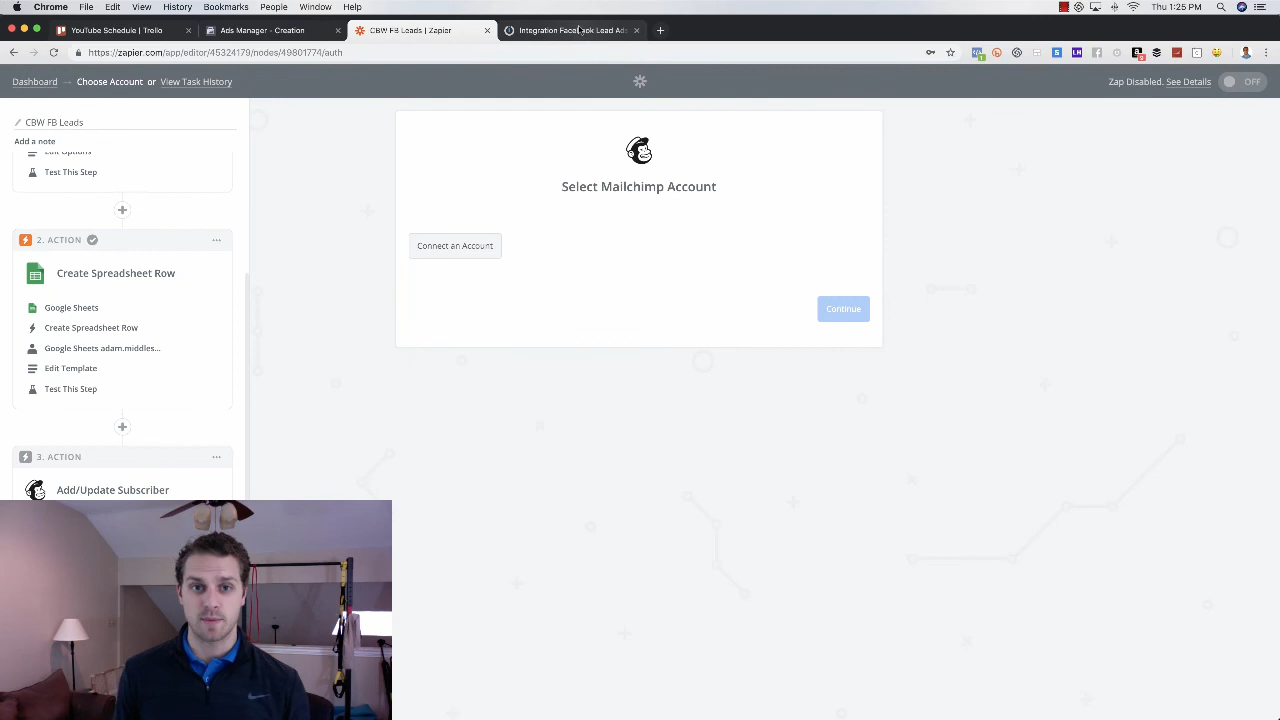 Chrome File Edit View History Bookmarks People Window Help
Thu 1:25 PM
YouTube Schedule | Trello
Ads Manager - Creation
CBW FB Leads | Zapier
Integration Facebook Lead Ads
https://zapier.com/app/editor/45324179/nodes/49801774/auth
Dashboard → Choose Account or View Task History
Zap Disabled. See Details OFF
CBW FB Leads
Add a note
Edit Options
Test This Step
2. ACTION
Create Spreadsheet Row
Google Sheets
Create Spreadsheet Row
Google Sheets adam.middles...
Edit Template
Test This Step
3. ACTION
Add/Update Subscriber
Select Mailchimp Account
Connect an Account
Continue